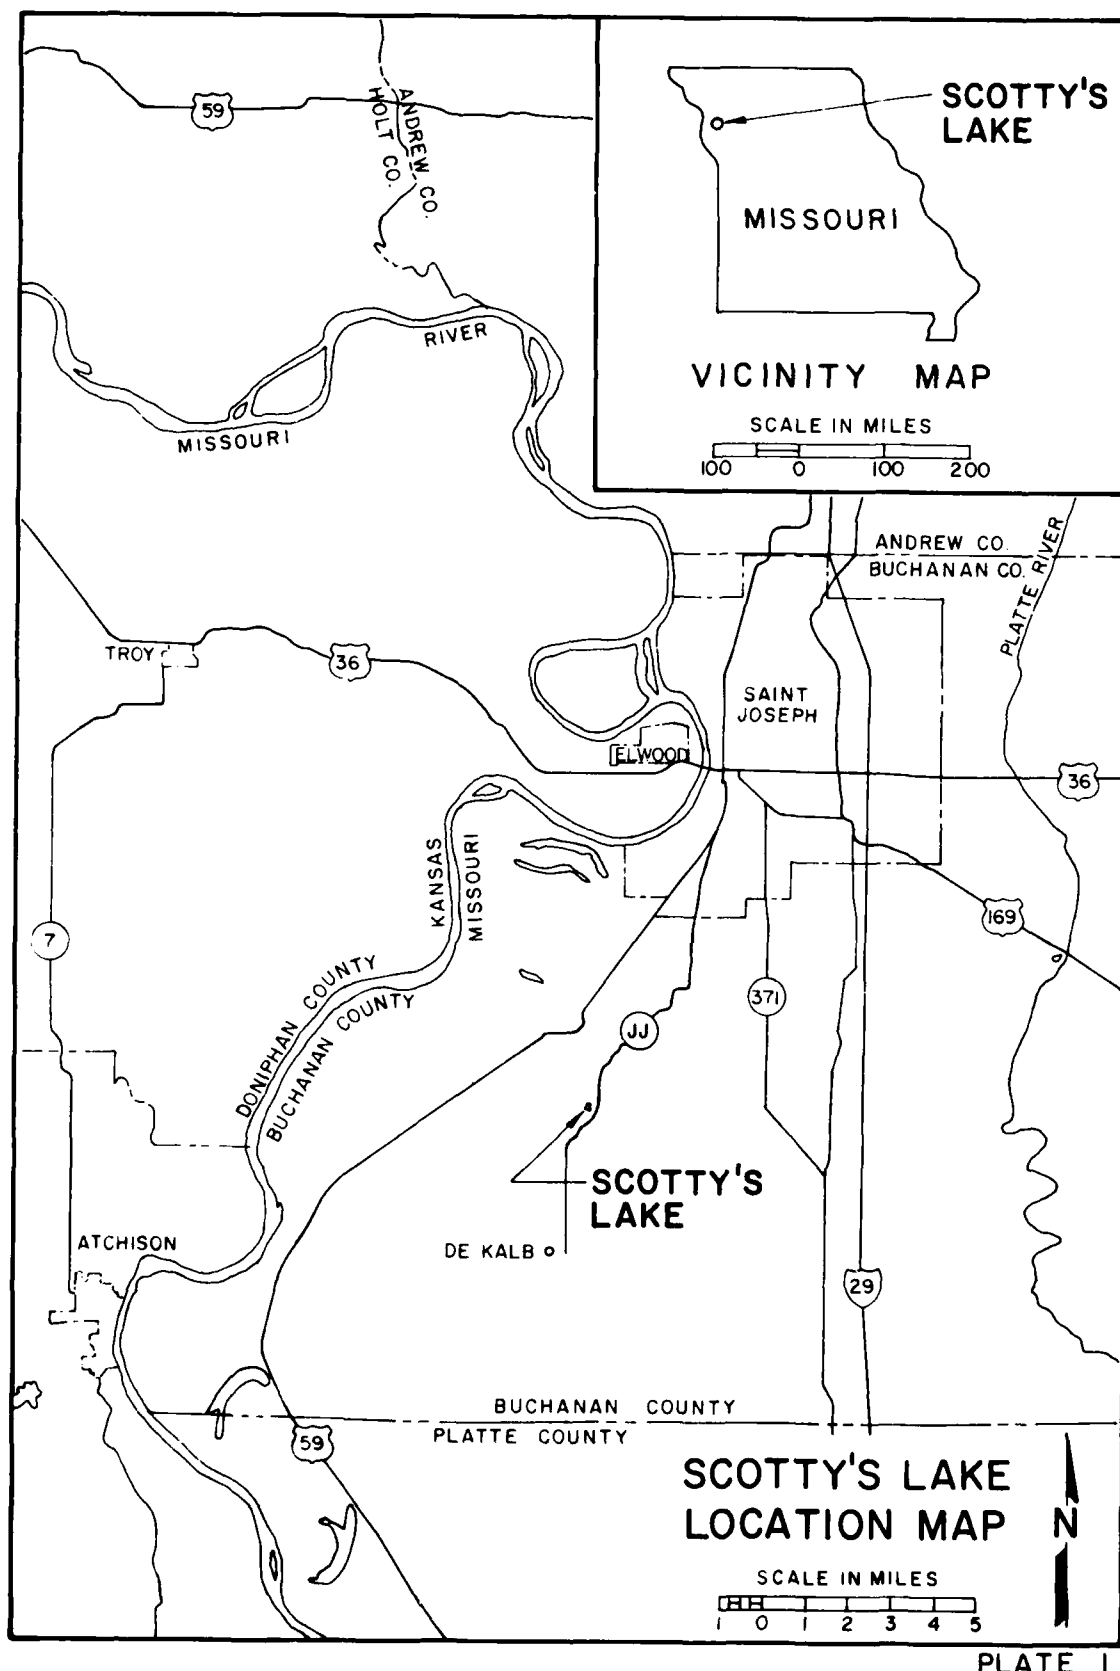 59
ANDREW CO.
HOLT CO.
SCOTTY'S
LAKE
MISSOURI
VICINITY MAP
SCALE IN MILES
100 0 100 200
RIVER
MISSOURI
ANDREW CO.
BUCHANAN CO.
PLATTE RIVER
TROY
36
SAINT
JOSEPH
ELWOOD
36
KANSAS
MISSOURI
169
7
DONIPHAN COUNTY
BUCHANAN COUNTY
371
JJ
SCOTTY'S
LAKE
ATCHISON
DE KALB
29
BUCHANAN COUNTY
PLATTE COUNTY
59
SCOTTY'S LAKE
LOCATION MAP
N
SCALE IN MILES
1 0 1 2 3 4 5
PLATE 1